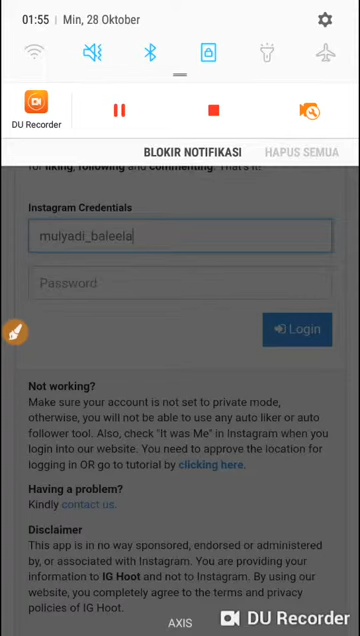 01:55 | Min, 28 Oktober
DU Recorder
BLOKIR NOTIFIKASI HAPUS SEMUA
for liking, following and commenting. That's it!
Instagram Credentials
mulyadi_baleela
Password
Login
Not working?
Make sure your account is not set to private mode,
otherwise, you will not be able to use any auto liker or auto
follower tool. Also, check "It was Me" in Instagram when you
login into our website. You need to approve the location for
logging in OR go to tutorial by clicking here.
Having a problem?
Kindly contact us.
Disclaimer
This app is in no way sponsored, endorsed or administered
by, or associated with Instagram. You are providing your
information to IG Hoot and not to Instagram. By using our
website, you completely agree to the terms and privacy
policies of IG Hoot.
DU Recorder
AXIS